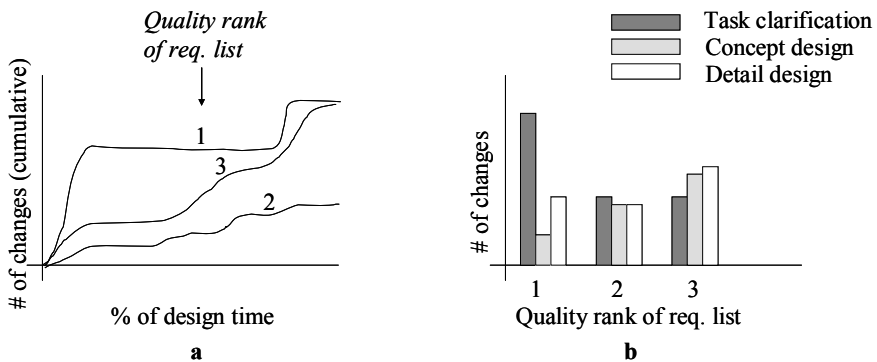 Quality rank
of req. list
# of changes (cumulative)
1
3
2
% of design time
a
Task clarification
Concept design
Detail design
# of changes
1 2 3
Quality rank of req. list
b